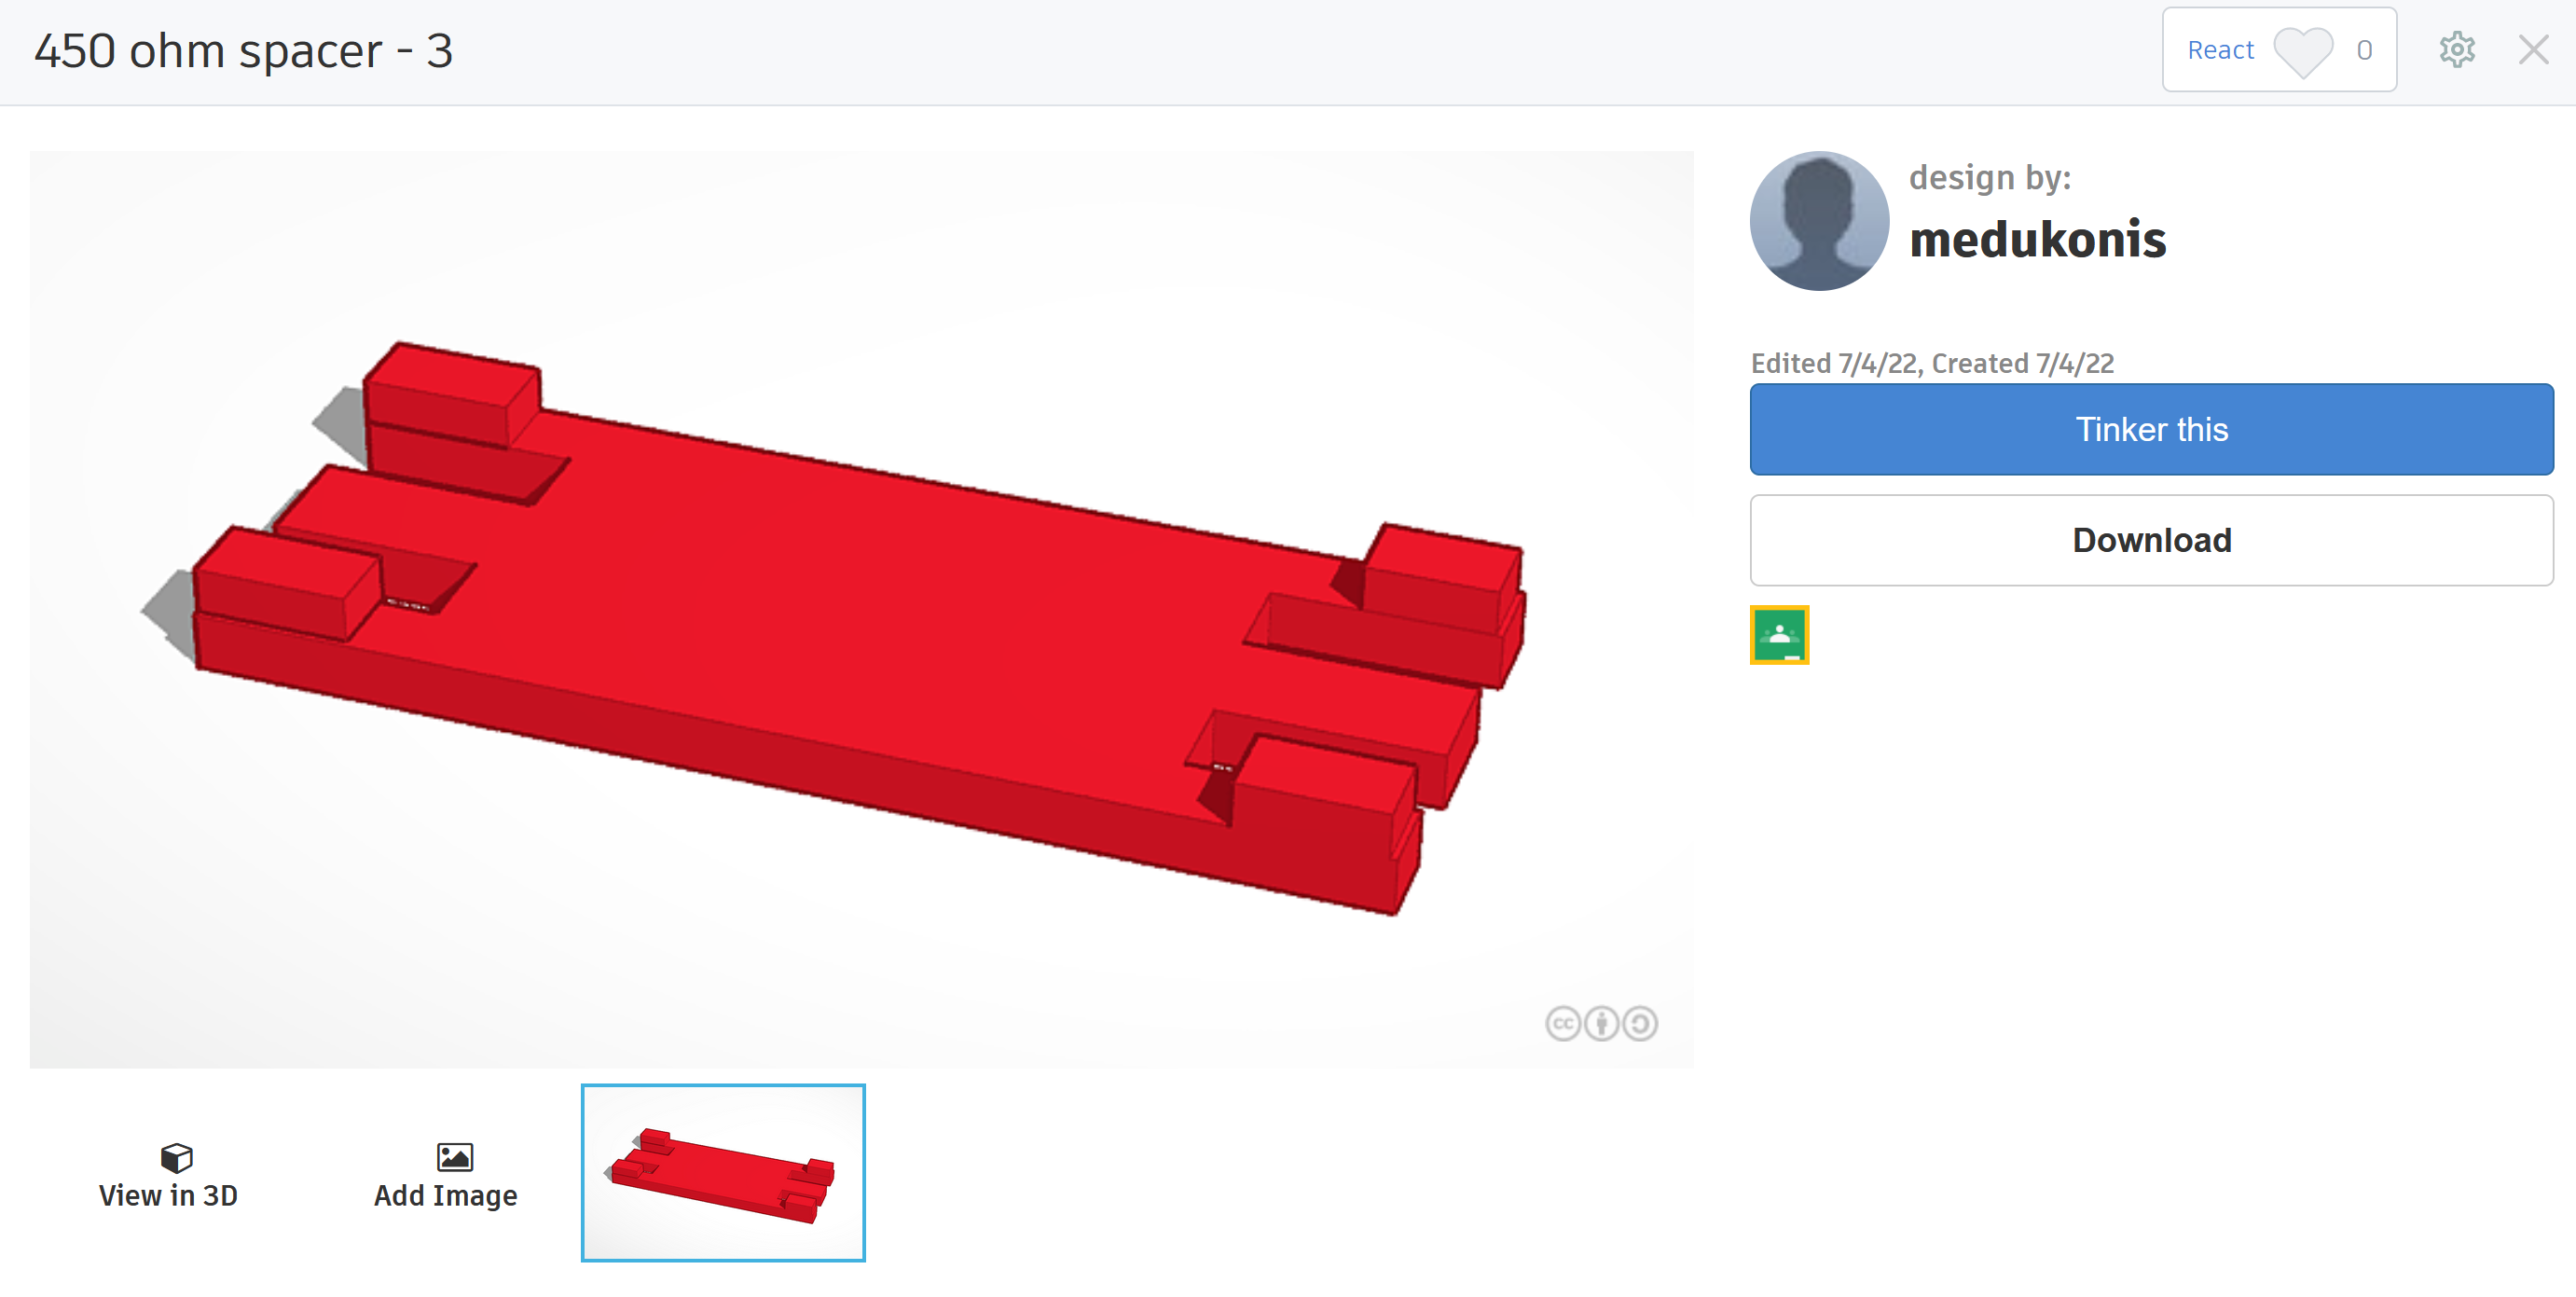 450 ohm spacer - 3
React 0
design by:
medukonis
Edited 7/4/22, Created 7/4/22
Tinker this
Download
cc
View in 3D
Add Image